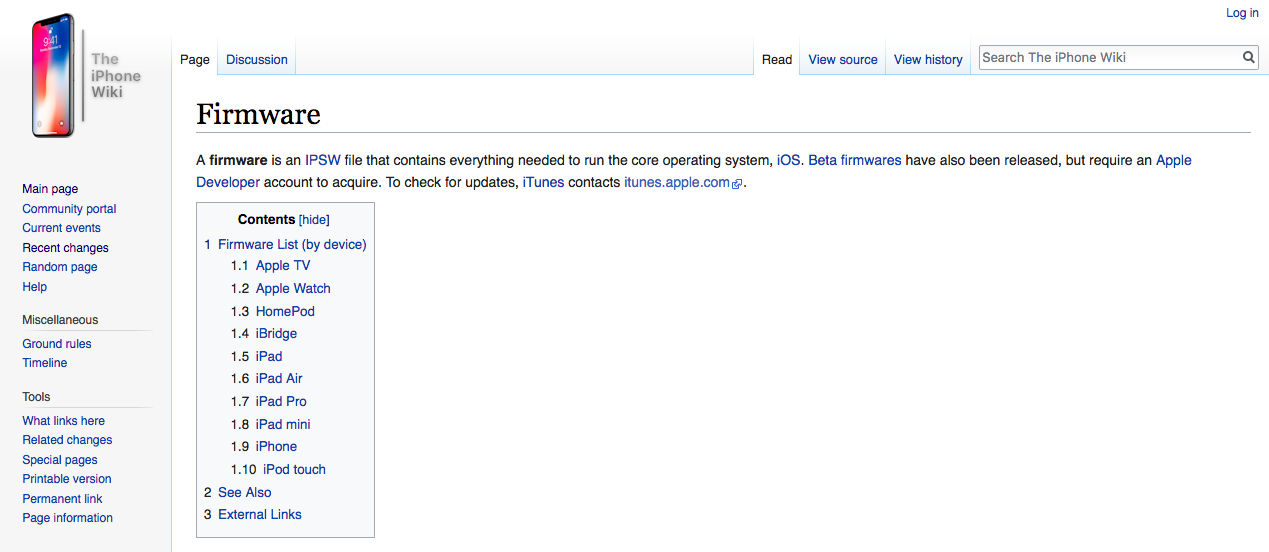 Log in
9:41
The
iPhone
Wiki
Page Discussion Read View source View history Search The iPhone Wiki
Firmware
A firmware is an IPSW file that contains everything needed to run the core operating system, iOS. Beta firmwares have also been released, but require an Apple
Developer account to acquire. To check for updates, iTunes contacts itunes.apple.com.
Main page
Community portal
Current events
Recent changes
Random page
Help
Miscellaneous
Ground rules
Timeline
Tools
What links here
Related changes
Special pages
Printable version
Permanent link
Page information
Contents [hide]
1 Firmware List (by device)
1.1 Apple TV
1.2 Apple Watch
1.3 HomePod
1.4 iBridge
1.5 iPad
1.6 iPad Air
1.7 iPad Pro
1.8 iPad mini
1.9 iPhone
1.10 iPod touch
2 See Also
3 External Links